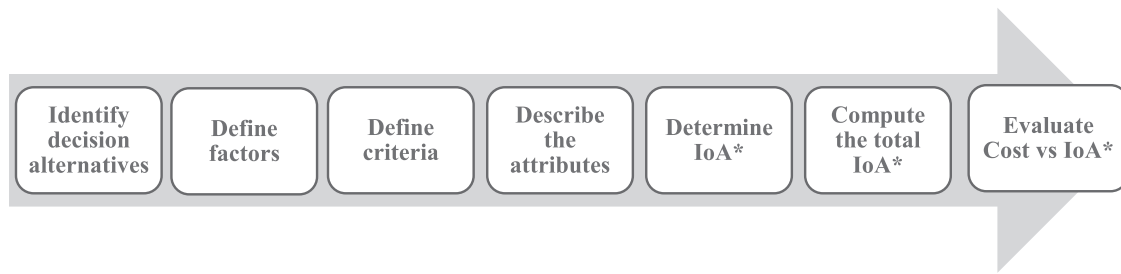 Identify
decision
alternatives
Define
factors
Define
criteria
Describe
the
attributes
Determine
IoA*
Compute
the total
IoA*
Evaluate
Cost vs IoA*